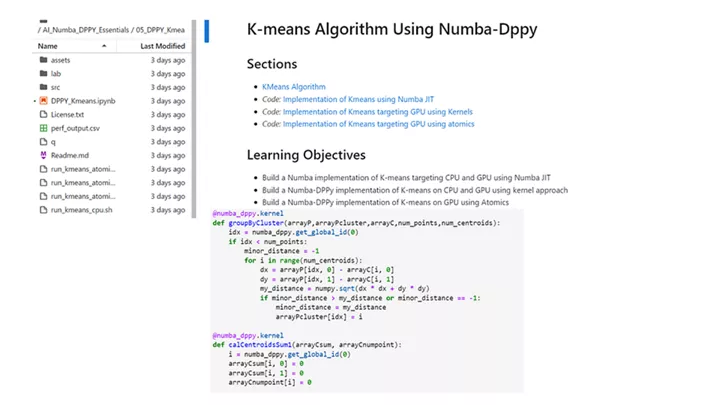 / AI_Numba_DPPY_Essentials / 05_DPPY_Kmea
Name Last Modified
assets 3 days ago
lab 3 days ago
src 3 days ago
DPPY_Kmeans.ipynb 3 days ago
License.txt 3 days ago
perf_output.csv 3 days ago
q 3 days ago
Readme.md 3 days ago
run_kmeans_atomi... 3 days ago
run_kmeans_atomi... 3 days ago
run_kmeans_atomi... 3 days ago
run_kmeans_cpu.sh 3 days ago
K-means Algorithm Using Numba-Dppy
Sections
• KMeans Algorithm
• Code: Implementation of Kmeans using Numba JIT
• Code: Implementation of Kmeans targeting GPU using Kernels
• Code: Implementation of Kmeans targeting GPU using atomics
Learning Objectives
• Build a Numba implementation of K-means targeting CPU and GPU using Numba JIT
• Build a Numba-DPPy implementation of K-means on CPU and GPU using kernel approach
• Build a Numba-DPPy implementation of K-means on GPU using Atomics
@numba_dppy.kernel
def groupByCluster(arrayP,arrayPcluster,arrayC,num_points,num_centroids):
    idx = numba_dppy.get_global_id(0)
    if idx < num_points:
        minor_distance = -1
        for i in range(num_centroids):
            dx = arrayP[idx, 0] - arrayC[i, 0]
            dy = arrayP[idx, 1] - arrayC[i, 1]
            my_distance = numpy.sqrt(dx * dx + dy * dy)
            if minor_distance > my_distance or minor_distance == -1:
                minor_distance = my_distance
                arrayPcluster[idx] = i
@numba_dppy.kernel
def calCentroidsSum1(arrayCsum, arrayCnumpoint):
    i = numba_dppy.get_global_id(0)
    arrayCsum[i, 0] = 0
    arrayCsum[i, 1] = 0
    arrayCnumpoint[i] = 0